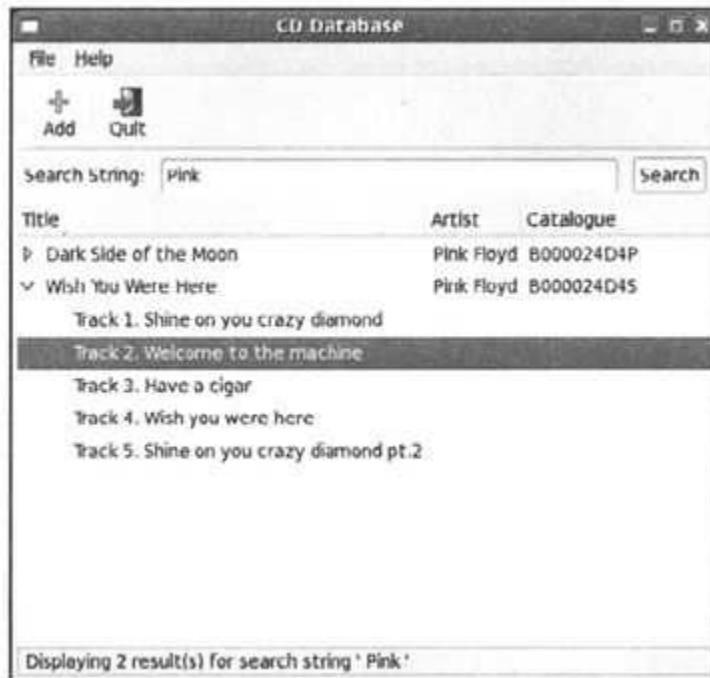 CD Database
File Help
Add Quit
Search String: Pink Search
Title Artist Catalogue
Dark Side of the Moon Pink Floyd B000024D4P
Wish You Were Here Pink Floyd B000024D4S
Track 1. Shine on you crazy diamond
Track 2. Welcome to the machine
Track 3. Have a cigar
Track 4. Wish you were here
Track 5. Shine on you crazy diamond pt.2
Displaying 2 result(s) for search string ' Pink '